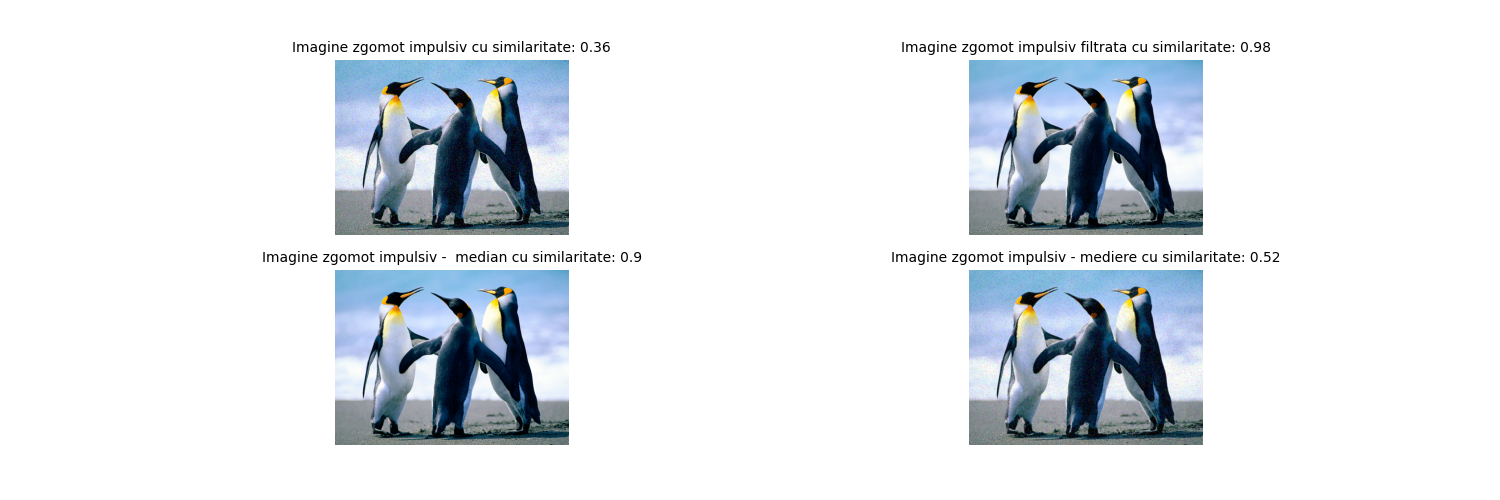 Imagine zgomot impulsiv cu similaritate: 0.36
Imagine zgomot impulsiv filtrata cu similaritate: 0.98
Imagine zgomot impulsiv -  median cu similaritate: 0.9
Imagine zgomot impulsiv - mediere cu similaritate: 0.52